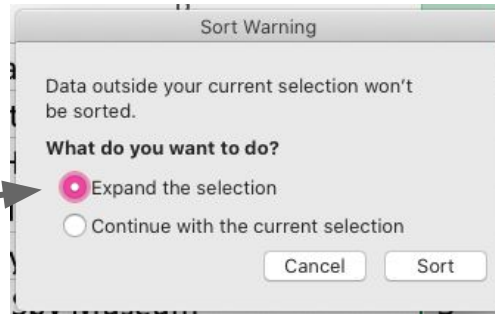 Sort Warning
Data outside your current selection won't
be sorted.
What do you want to do?
Expand the selection
Continue with the current selection
Cancel Sort